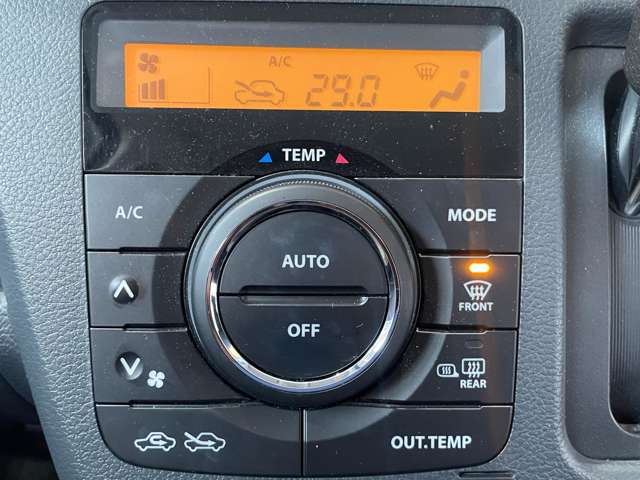 A/C
29.0
TEMP
A/C
MODE
AUTO
OFF
FRONT
REAR
OUT.TEMP